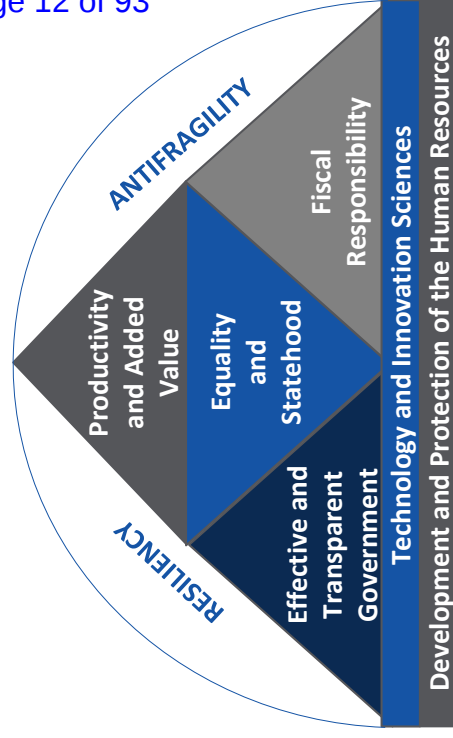 ge 12 of 93
RESILIENCY
ANTIFRAGILITY
Productivity
and Added
Value
Equality
and
Statehood
Effective and
Transparent
Government
Fiscal
Responsibility
Technology and Innovation Sciences
Development and Protection of the Human Resources